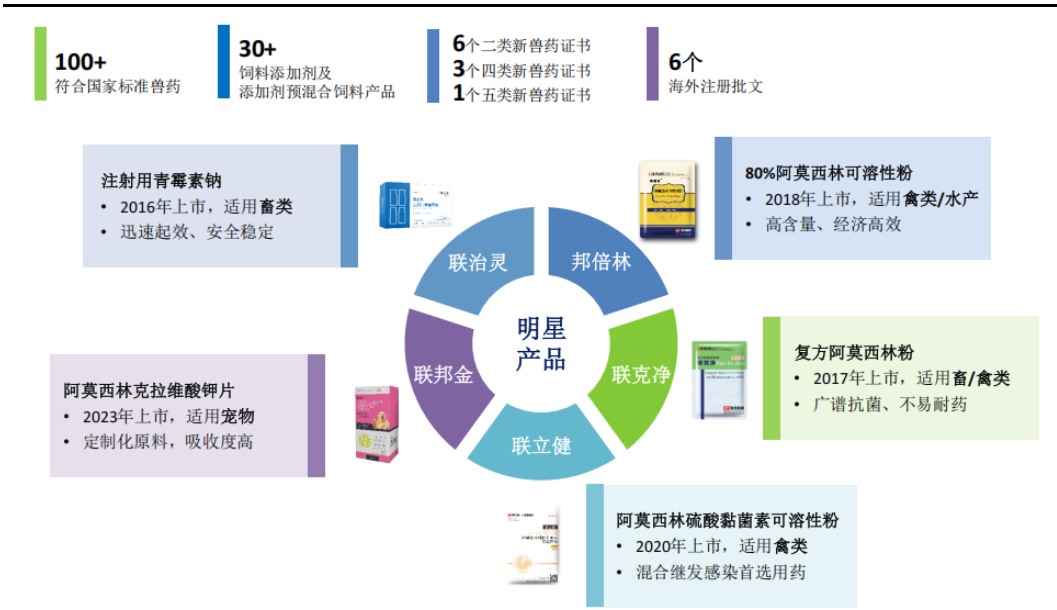 100+
符合国家标准兽药
30+
饲料添加剂及
添加剂预混合饲料产品
6个二类新兽药证书
3个四类新兽药证书
1个五类新兽药证书
6个
海外注册批文
注射用青霉素钠
• 2016年上市，适用畜类
• 迅速起效、安全稳定
80%阿莫西林可溶性粉
• 2018年上市，适用禽类/水产
• 高含量、经济高效
联治灵
邦倍林
明星
产品
联邦金
联克净
联立健
阿莫西林克拉维酸钾片
• 2023年上市，适用宠物
• 定制化原料，吸收度高
复方阿莫西林粉
• 2017年上市，适用畜/禽类
• 广谱抗菌、不易耐药
阿莫西林硫酸黏菌素可溶性粉
• 2020年上市，适用禽类
• 混合继发感染首选用药